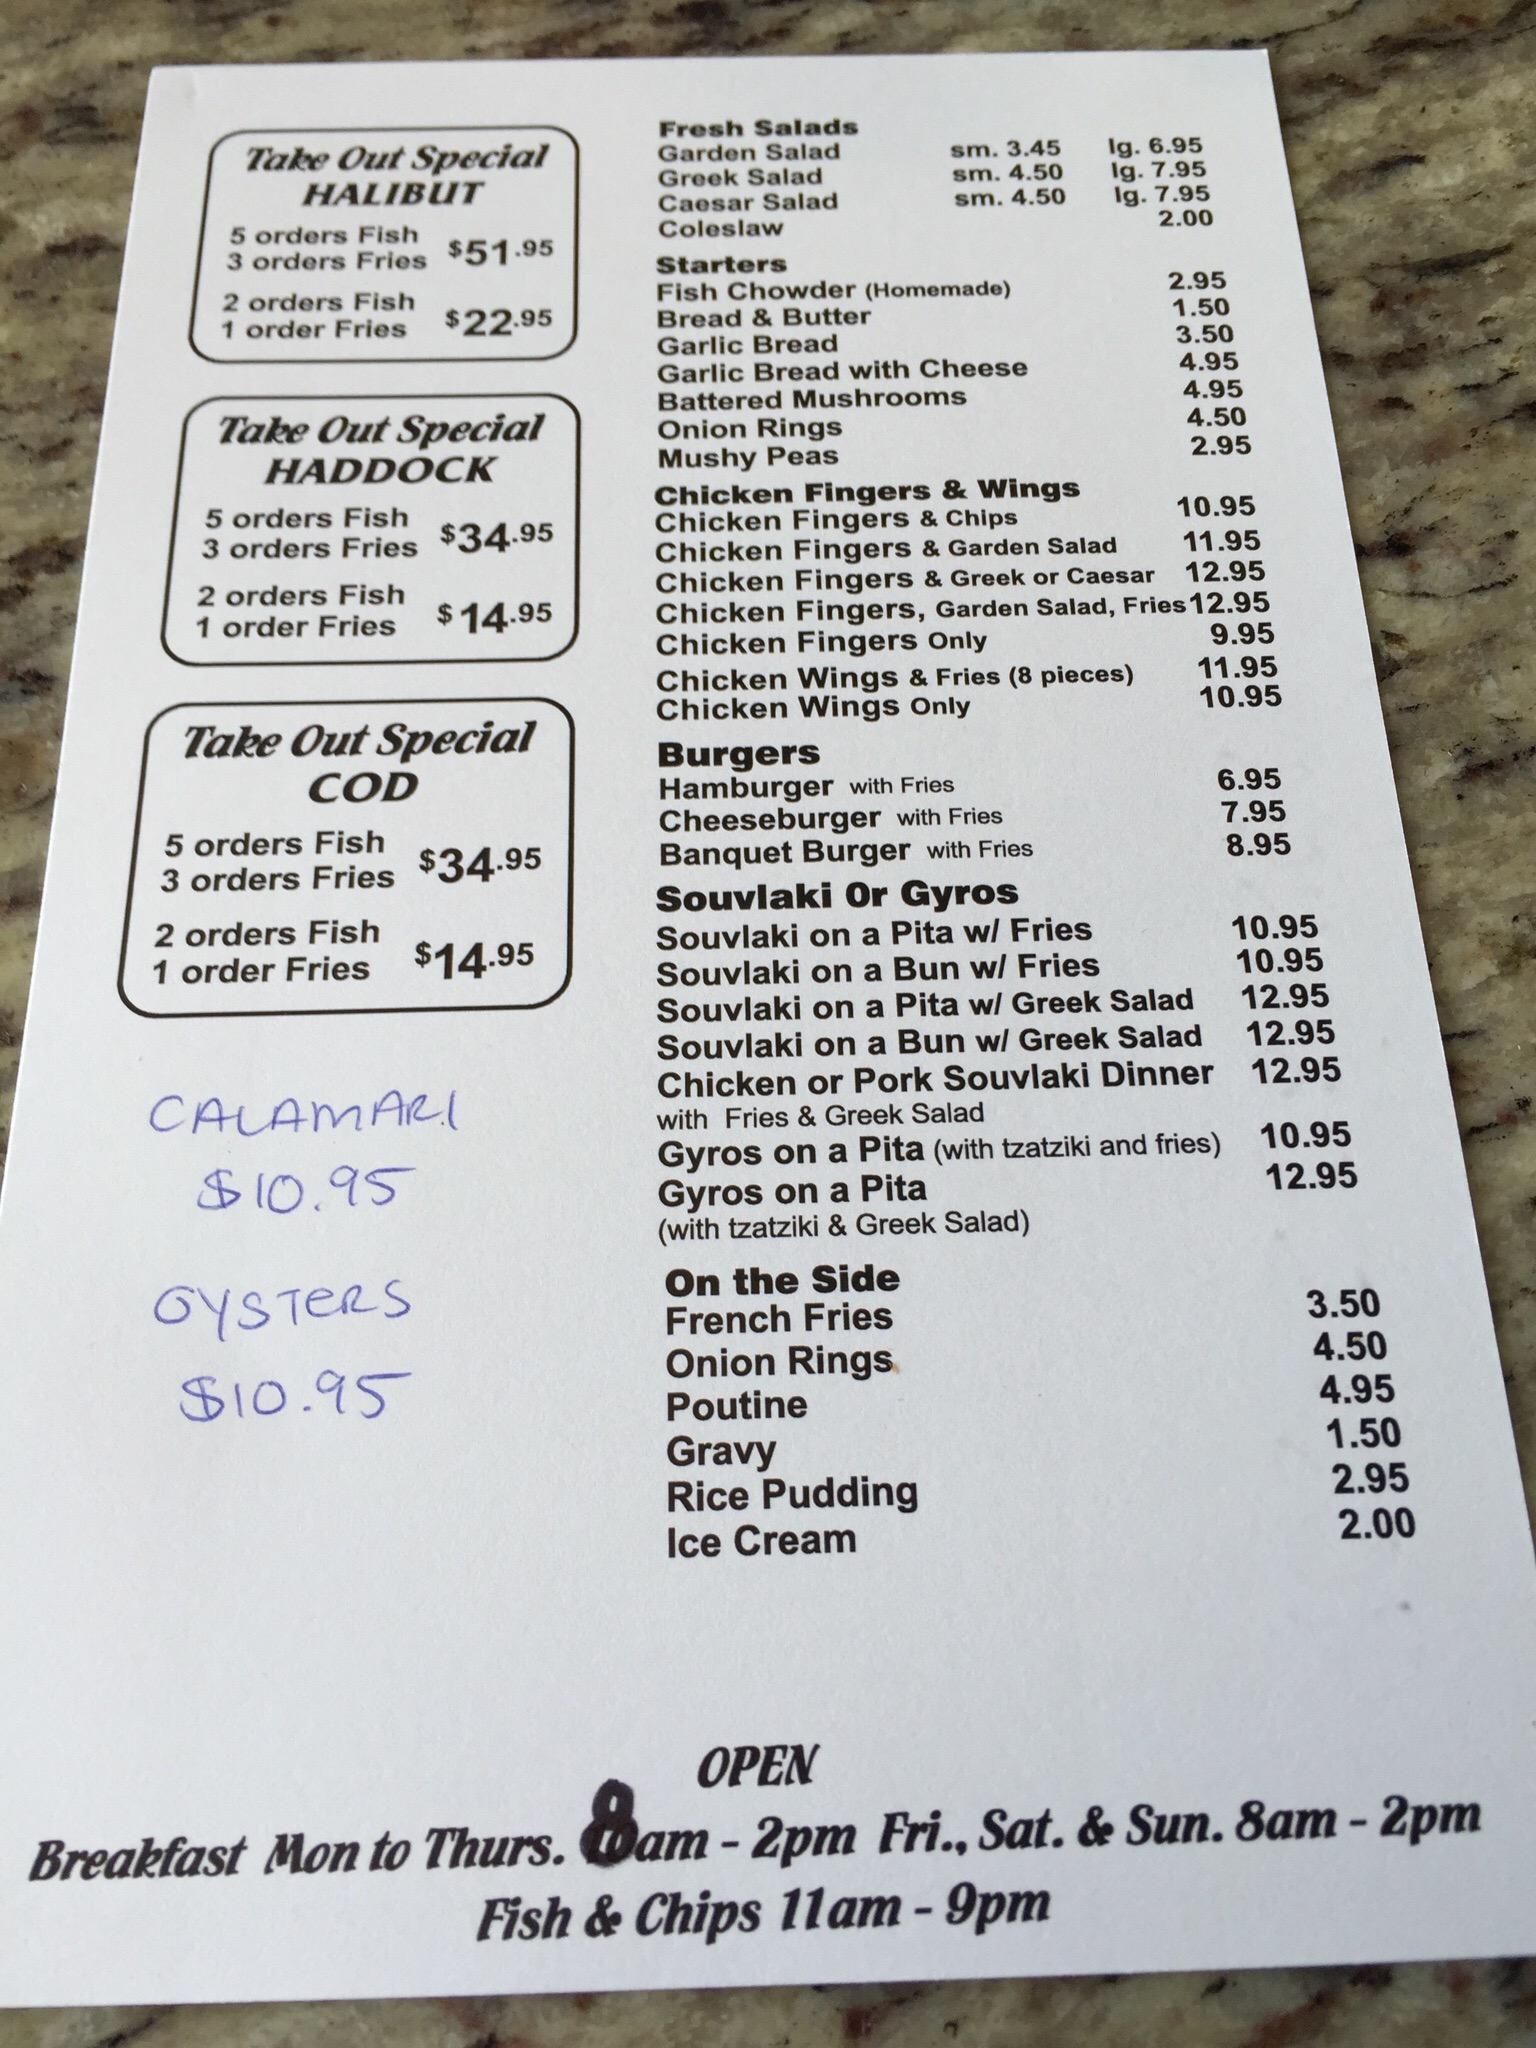 Take Out Special
HALIBUT
5 orders Fish
3 orders Fries $51.95
2 orders Fish
1 order Fries $22.95
Take Out Special
HADDOCK
5 orders Fish
3 orders Fries $34.95
2 orders Fish
1 order Fries $14.95
Take Out Special
COD
5 orders Fish
3 orders Fries $34.95
2 orders Fish
1 order Fries $14.95
CALAMARI
$10.95
OYSTERS
$10.95
Fresh Salads
Garden Salad sm. 3.45 lg. 6.95
Greek Salad sm. 4.50 lg. 7.95
Caesar Salad sm. 4.50 lg. 7.95
Coleslaw 2.00
Starters
Fish Chowder (Homemade) 2.95
Bread & Butter 1.50
Garlic Bread 3.50
Garlic Bread with Cheese 4.95
Battered Mushrooms 4.95
Onion Rings 4.50
Mushy Peas 2.95
Chicken Fingers & Wings
Chicken Fingers & Chips 10.95
Chicken Fingers & Garden Salad 11.95
Chicken Fingers & Greek or Caesar 12.95
Chicken Fingers, Garden Salad, Fries 12.95
Chicken Fingers Only 9.95
Chicken Wings & Fries (8 pieces) 11.95
Chicken Wings Only 10.95
Burgers
Hamburger with Fries 6.95
Cheeseburger with Fries 7.95
Banquet Burger with Fries 8.95
Souvlaki Or Gyros
Souvlaki on a Pita w/ Fries 10.95
Souvlaki on a Bun w/ Fries 10.95
Souvlaki on a Pita w/ Greek Salad 12.95
Souvlaki on a Bun w/ Greek Salad 12.95
Chicken or Pork Souvlaki Dinner 12.95
with Fries & Greek Salad
Gyros on a Pita (with tzatziki and fries) 10.95
Gyros on a Pita 12.95
(with tzatziki & Greek Salad)
On the Side
French Fries 3.50
Onion Rings 4.50
Poutine 4.95
Gravy 1.50
Rice Pudding 2.95
Ice Cream 2.00
OPEN
Breakfast Mon to Thurs. 8am - 2pm Fri., Sat. & Sun. 8am - 2pm
Fish & Chips 11am - 9pm